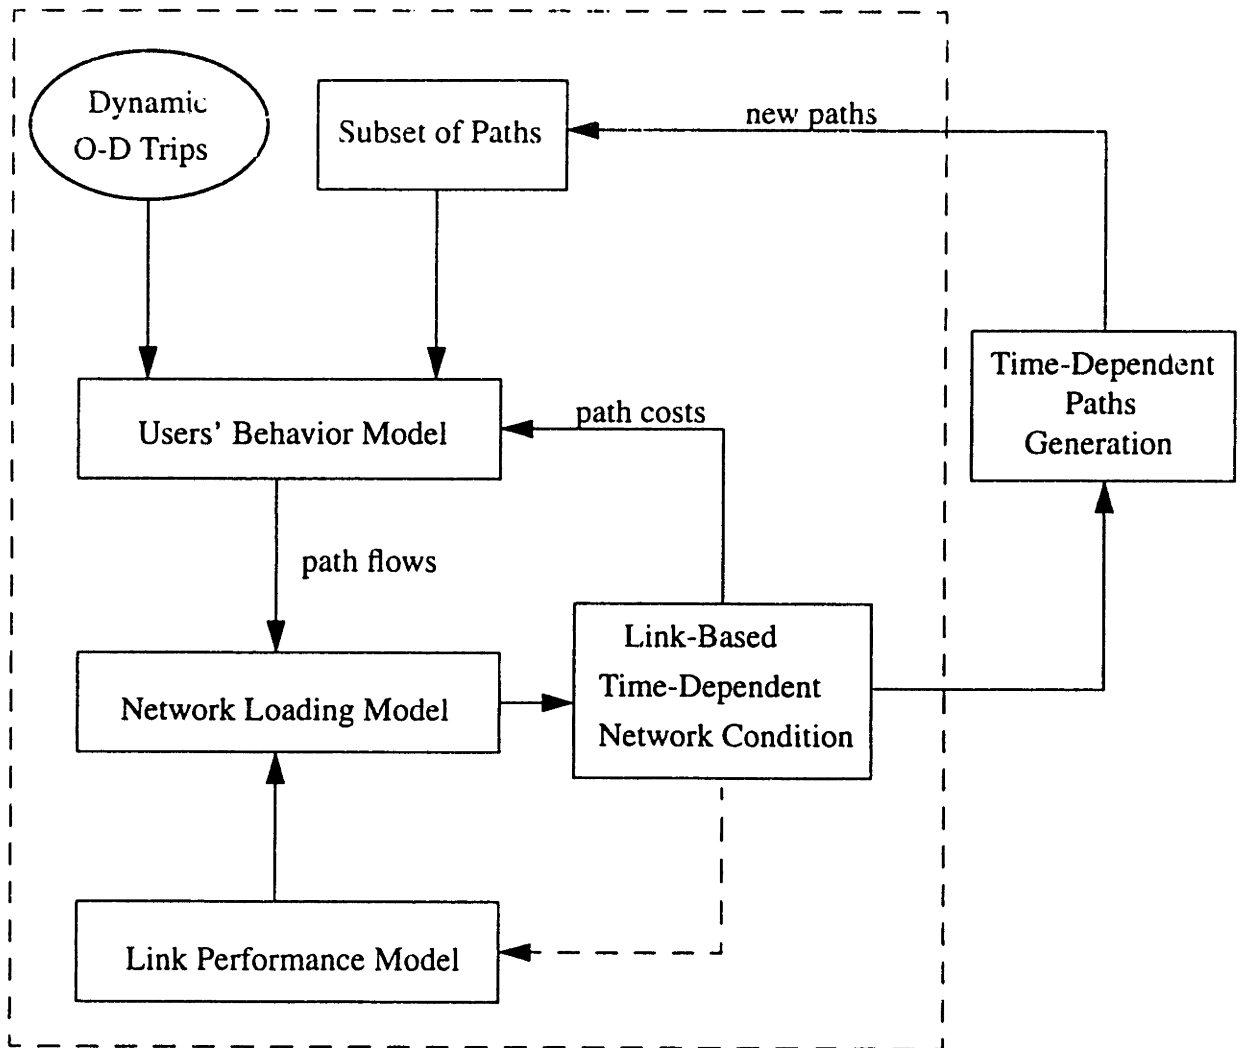 Dynamic
O-D Trips
Subset of Paths
new paths
Time-Dependent
Paths
Generation
Users' Behavior Model
path costs
path flows
Link-Based
Time-Dependent
Network Condition
Network Loading Model
Link Performance Model